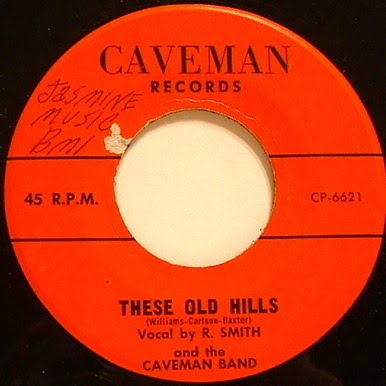 CAVEMAN
RECORDS
JASMINE
MUSIC
BMI
45 R.P.M.
CP-6621
THESE OLD HILLS
(Williams-Carlson-Baxter)
Vocal by R. SMITH
and the
CAVEMAN BAND